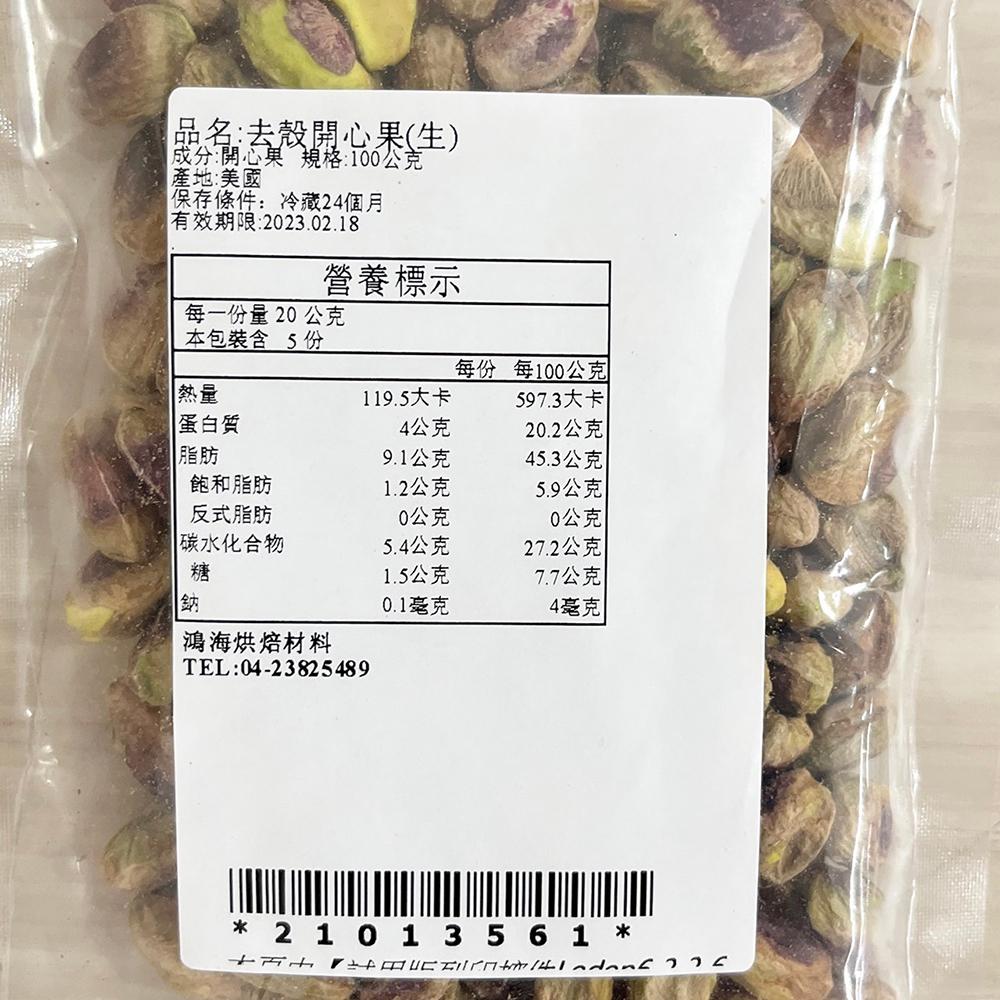 品名:去殼開心果(生)
成分:開心果 規格:100公克
產地:美國
保存條件: 冷藏24個月
有效期限:2023.02.18
營養標示
每一份量 20 公克
本包裝含 5 份
每份 每100公克
熱量 119.5大卡 597.3大卡
蛋白質 4公克 20.2公克
脂肪 9.1公克 45.3公克
飽和脂肪 1.2公克 5.9公克
反式脂肪 0公克 0公克
碳水化合物 5.4公克 27.2公克
糖 1.5公克 7.7公克
鈉 0.1毫克 4毫克
鴻海烘焙材料
TEL:04-23825489
*21013561*